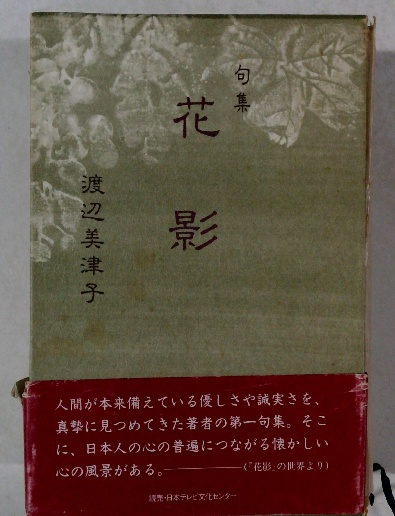 句集
花影
渡辺美津子
人間が本来備えている優しさや誠実さを、
真摯に見つめてきた著者の第一句集。そこ
に、日本人の心の普遍につながる懐かしい
心の風景がある。――――(「花影」の世界より)
読売・日本テレビ文化センター